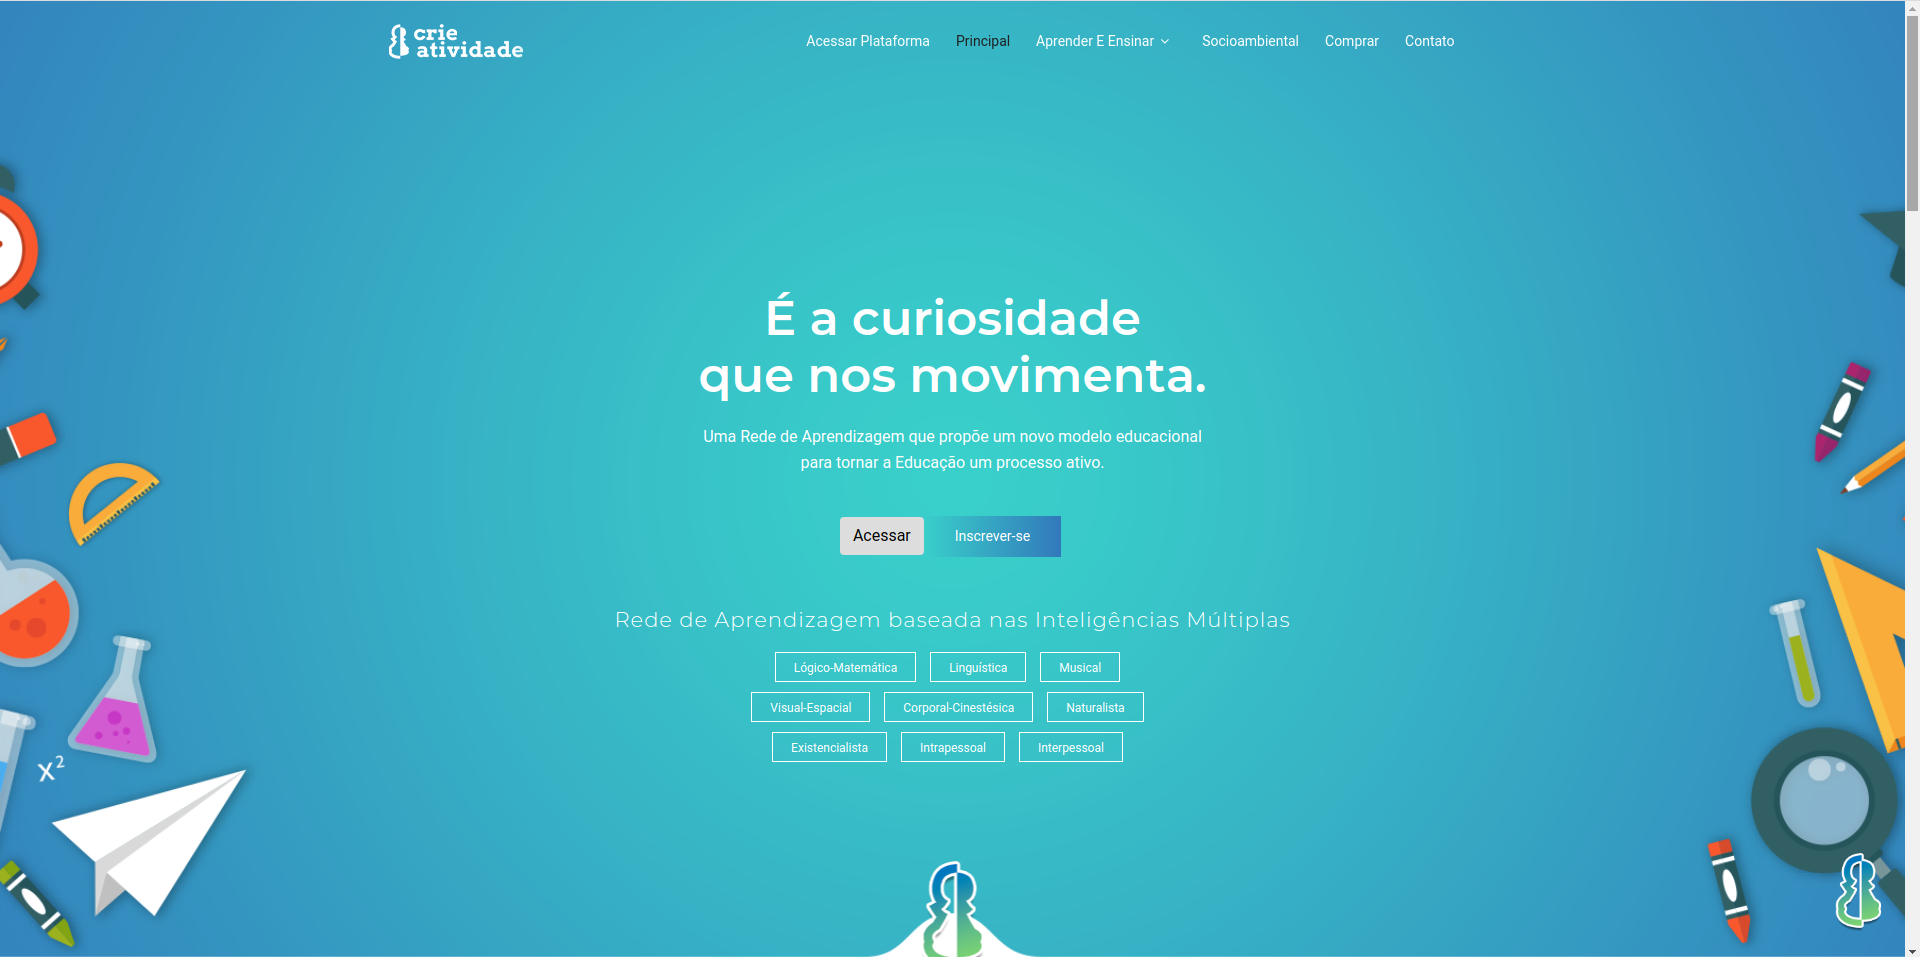 crie
atividade
Acessar Plataforma
Principal
Aprender E Ensinar
Socioambiental
Comprar
Contato
É a curiosidade
que nos movimenta.
Uma Rede de Aprendizagem que propõe um novo modelo educacional
para tornar a Educação um processo ativo.
Acessar
Inscrever-se
Rede de Aprendizagem baseada nas Inteligências Múltiplas
Lógico-Matemática
Linguística
Musical
Visual-Espacial
Corporal-Cinestésica
Naturalista
Existencialista
Intrapessoal
Interpessoal
x²